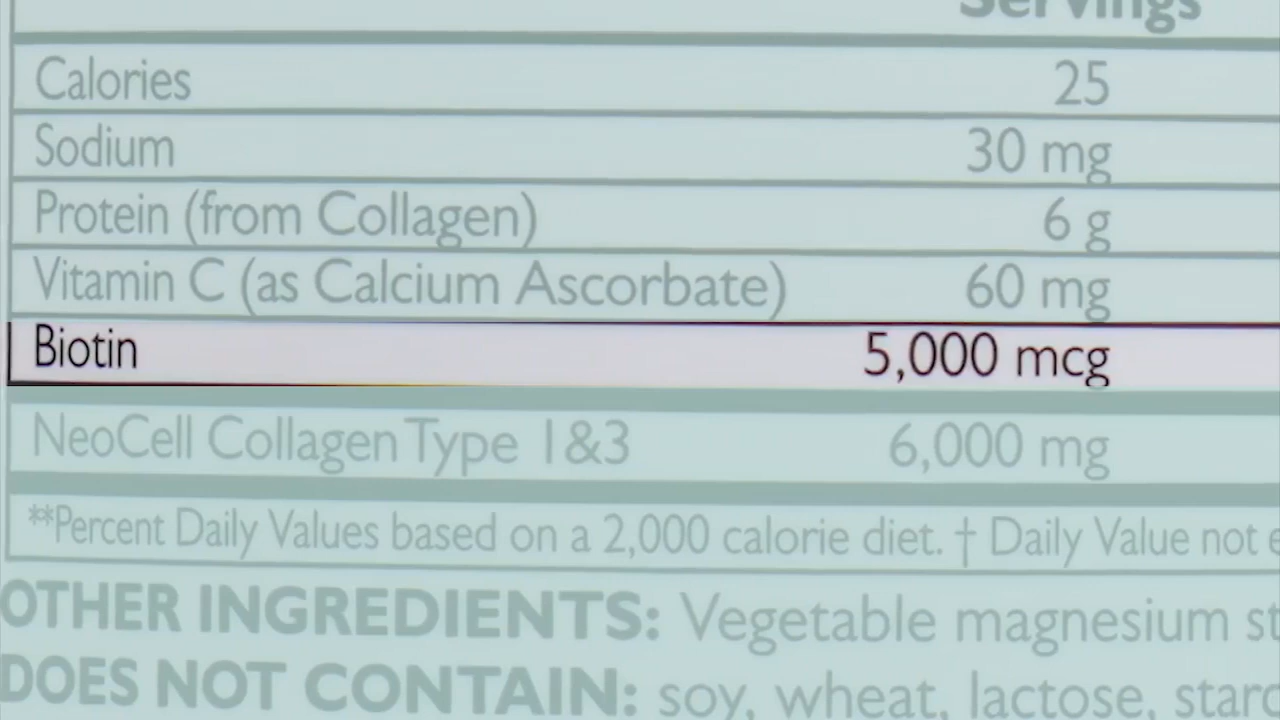 Servings
Calories 25
Sodium 30 mg
Protein (from Collagen) 6 g
Vitamin C (as Calcium Ascorbate) 60 mg
Biotin 5,000 mcg
NeoCell Collagen Type 1&3 6,000 mg
**Percent Daily Values based on a 2,000 calorie diet. † Daily Value not
OTHER INGREDIENTS: Vegetable magnesium
DOES NOT CONTAIN: soy, wheat, lactose,